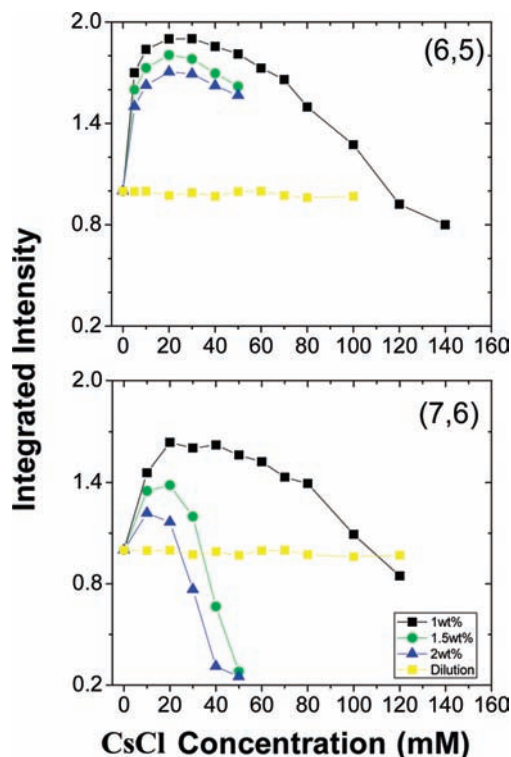 2.0
(6,5)
1.4
0.8
0.2
0 20 40 60 80 100 120 140 160
Integrated Intensity
2.0
(7,6)
1.4
0.8
1wt%
1.5wt%
2wt%
Dilution
0.2
0 20 40 60 80 100 120 140 160
CsCl Concentration (mM)